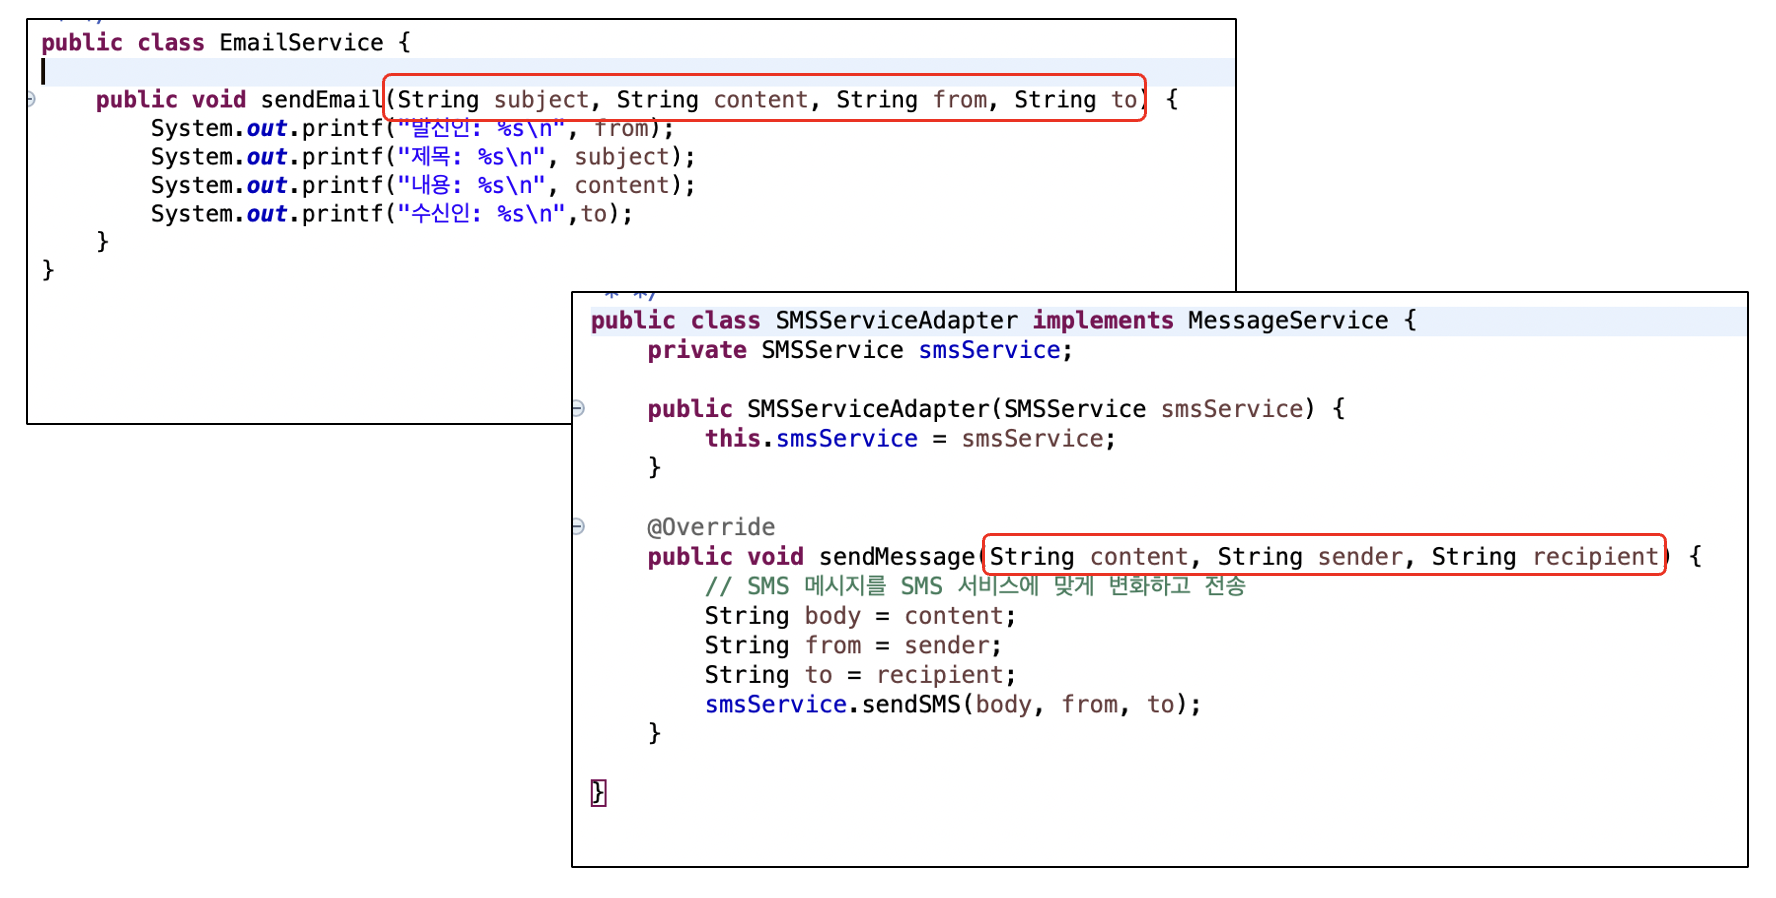 public class EmailService {
    public void sendEmail(String subject, String content, String from, String to) {
        System.out.printf("발신인: %s\n", from);
        System.out.printf("제목: %s\n", subject);
        System.out.printf("내용: %s\n", content);
        System.out.printf("수신인: %s\n",to);
    }
}
* */
public class SMSServiceAdapter implements MessageService {
    private SMSService smsService;
    public SMSServiceAdapter(SMSService smsService) {
        this.smsService = smsService;
    }
    @Override
    public void sendMessage(String content, String sender, String recipient) {
        // SMS 메시지를 SMS 서비스에 맞게 변화하고 전송
        String body = content;
        String from = sender;
        String to = recipient;
        smsService.sendSMS(body, from, to);
    }
}